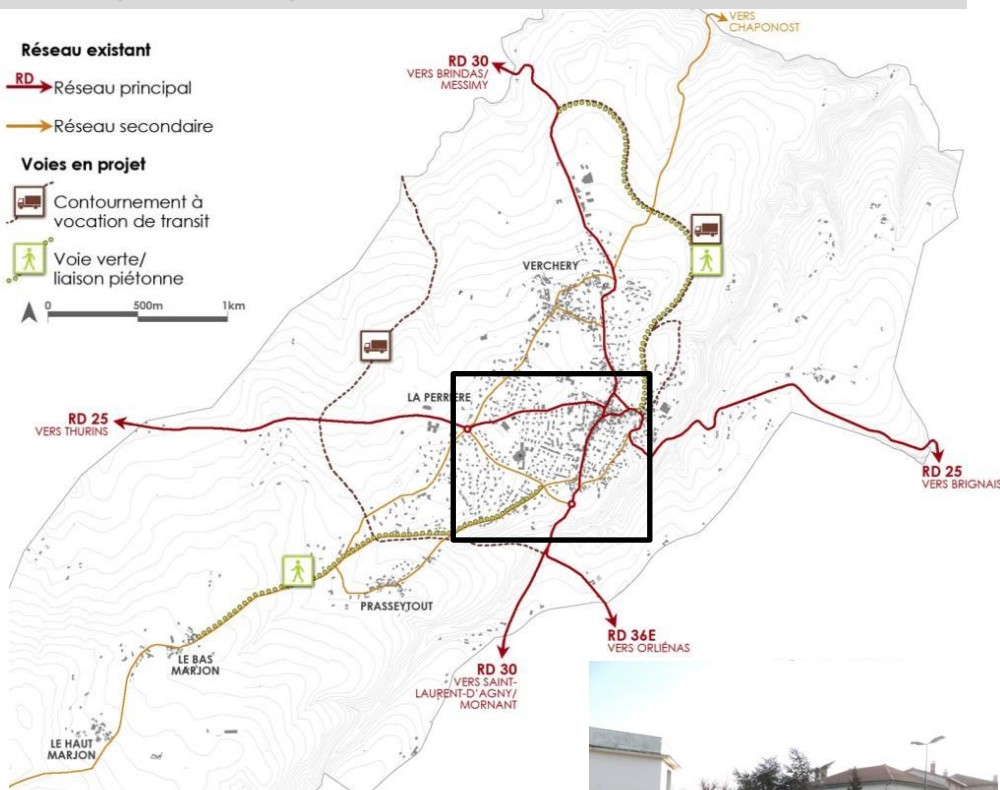 Réseau existant
RD
Réseau principal
Réseau secondaire
Voies en projet
Contournement à
vocation de transit
Voie verte/
liaison piétonne
0 500m 1km
VERS
CHAPONOST
RD 30
VERS BRINDAS/
MESSIMY
VERCHERY
LA PERRIERE
RD 25
VERS THURINS
RD 25
VERS BRIGNAIS
PRASSEYTOUT
RD 36E
VERS ORLIÉNAS
LE BAS
MARJON
RD 30
VERS SAINT-
LAURENT-D'AGNY/
MORNANT
LE HAUT
MARJON